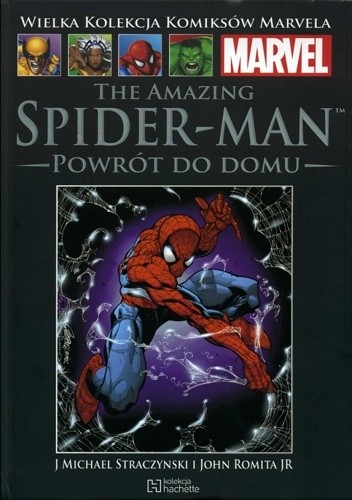 WIELKA KOLEKCJA KOMIKSÓW MARVELA
MARVEL
THE AMAZING
SPIDER-MAN™
POWRÓT DO DOMU
J MICHAEL STRACZYNSKI I JOHN ROMITA JR
kolekcja
hachette